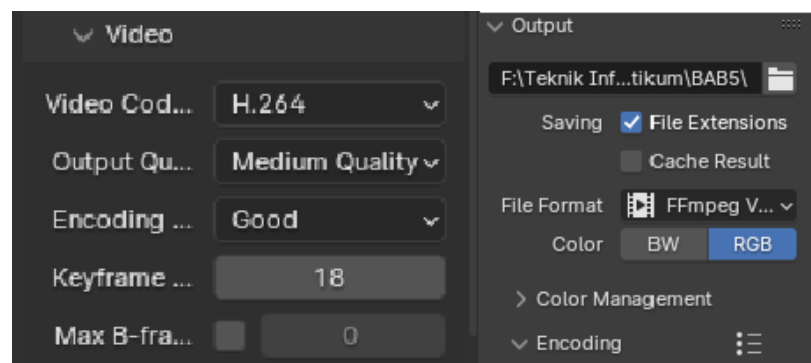 Video
Video Cod... H.264
Output Qu... Medium Quality
Encoding ... Good
Keyframe ... 18
Max B-fra... 0
Output
F:\Teknik Inf...tikum\BAB5\
Saving File Extensions
Cache Result
File Format FFmpeg V...
Color BW RGB
Color Management
Encoding